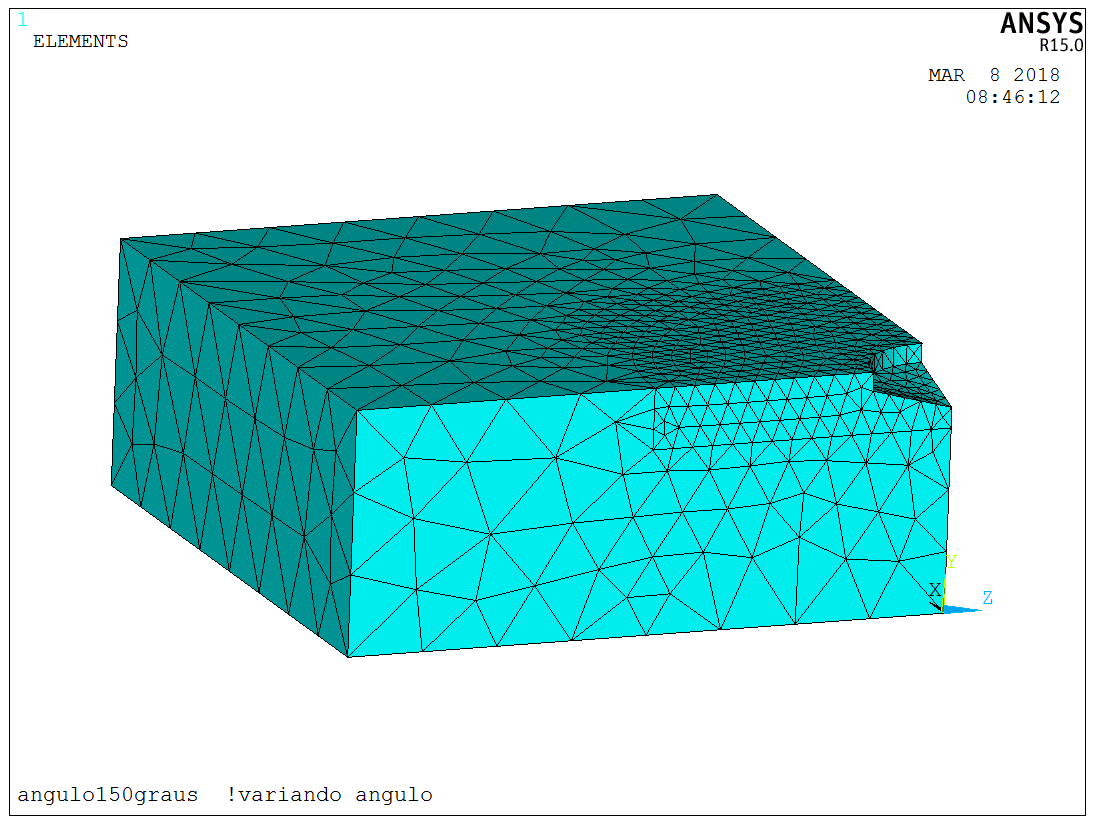 1
ELEMENTS
ANSYS
R15.0
MAR  8 2018
08:46:12
Y
X
Z
angulo150graus  !variando angulo